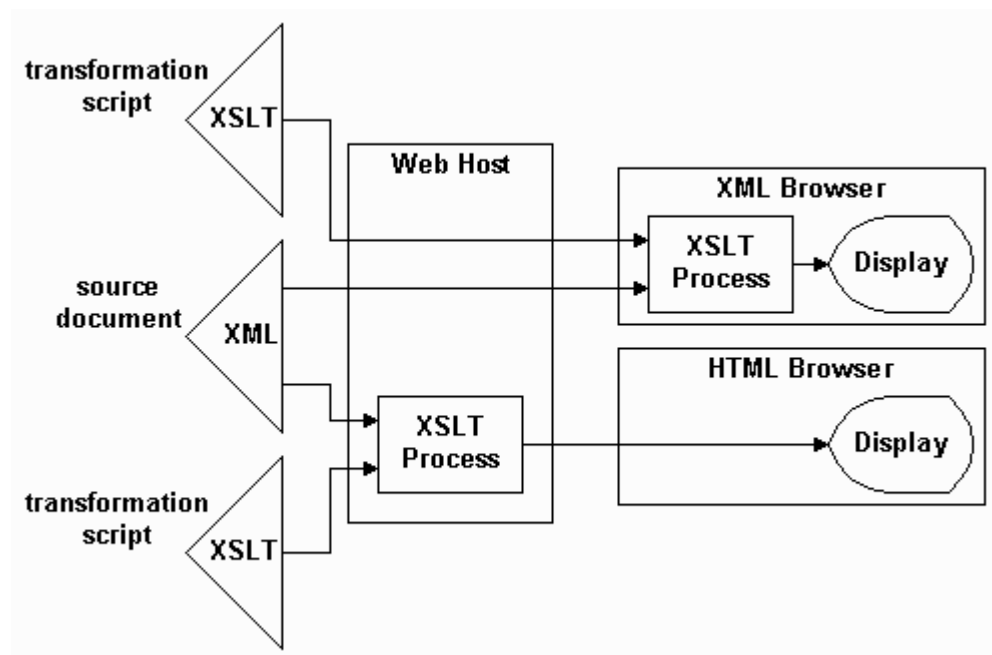 transformation
script
XSLT
Web Host
XML Browser
XSLT
Process
Display
source
document
XML
HTML Browser
XSLT
Process
Display
transformation
script
XSLT